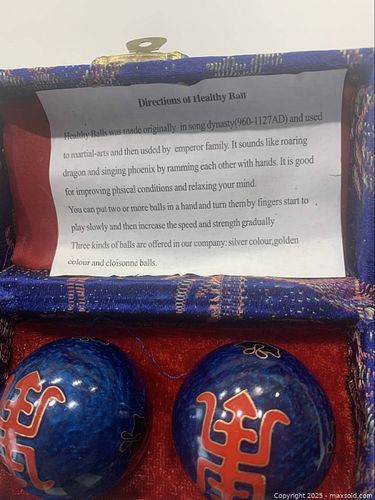 Directions of Healthy Ball
Healthy Balls was made originally in song dynasty(960-1127AD) and used
to martial-arts and then usdcd by emperor family. It sounds like roaring
dragon and singing phoenix by ramming each other with hands. It is good
for improving phsical conditions and relaxing your mind.
You can put two or more balls in a hand and turn them by fingers start to
play slowly and then increase the speed and strength gradually
Three kinds of balls are offered in our company: silver colour,golden
colour and cloisonne balls.
Copyright 2025 - maxsold.com